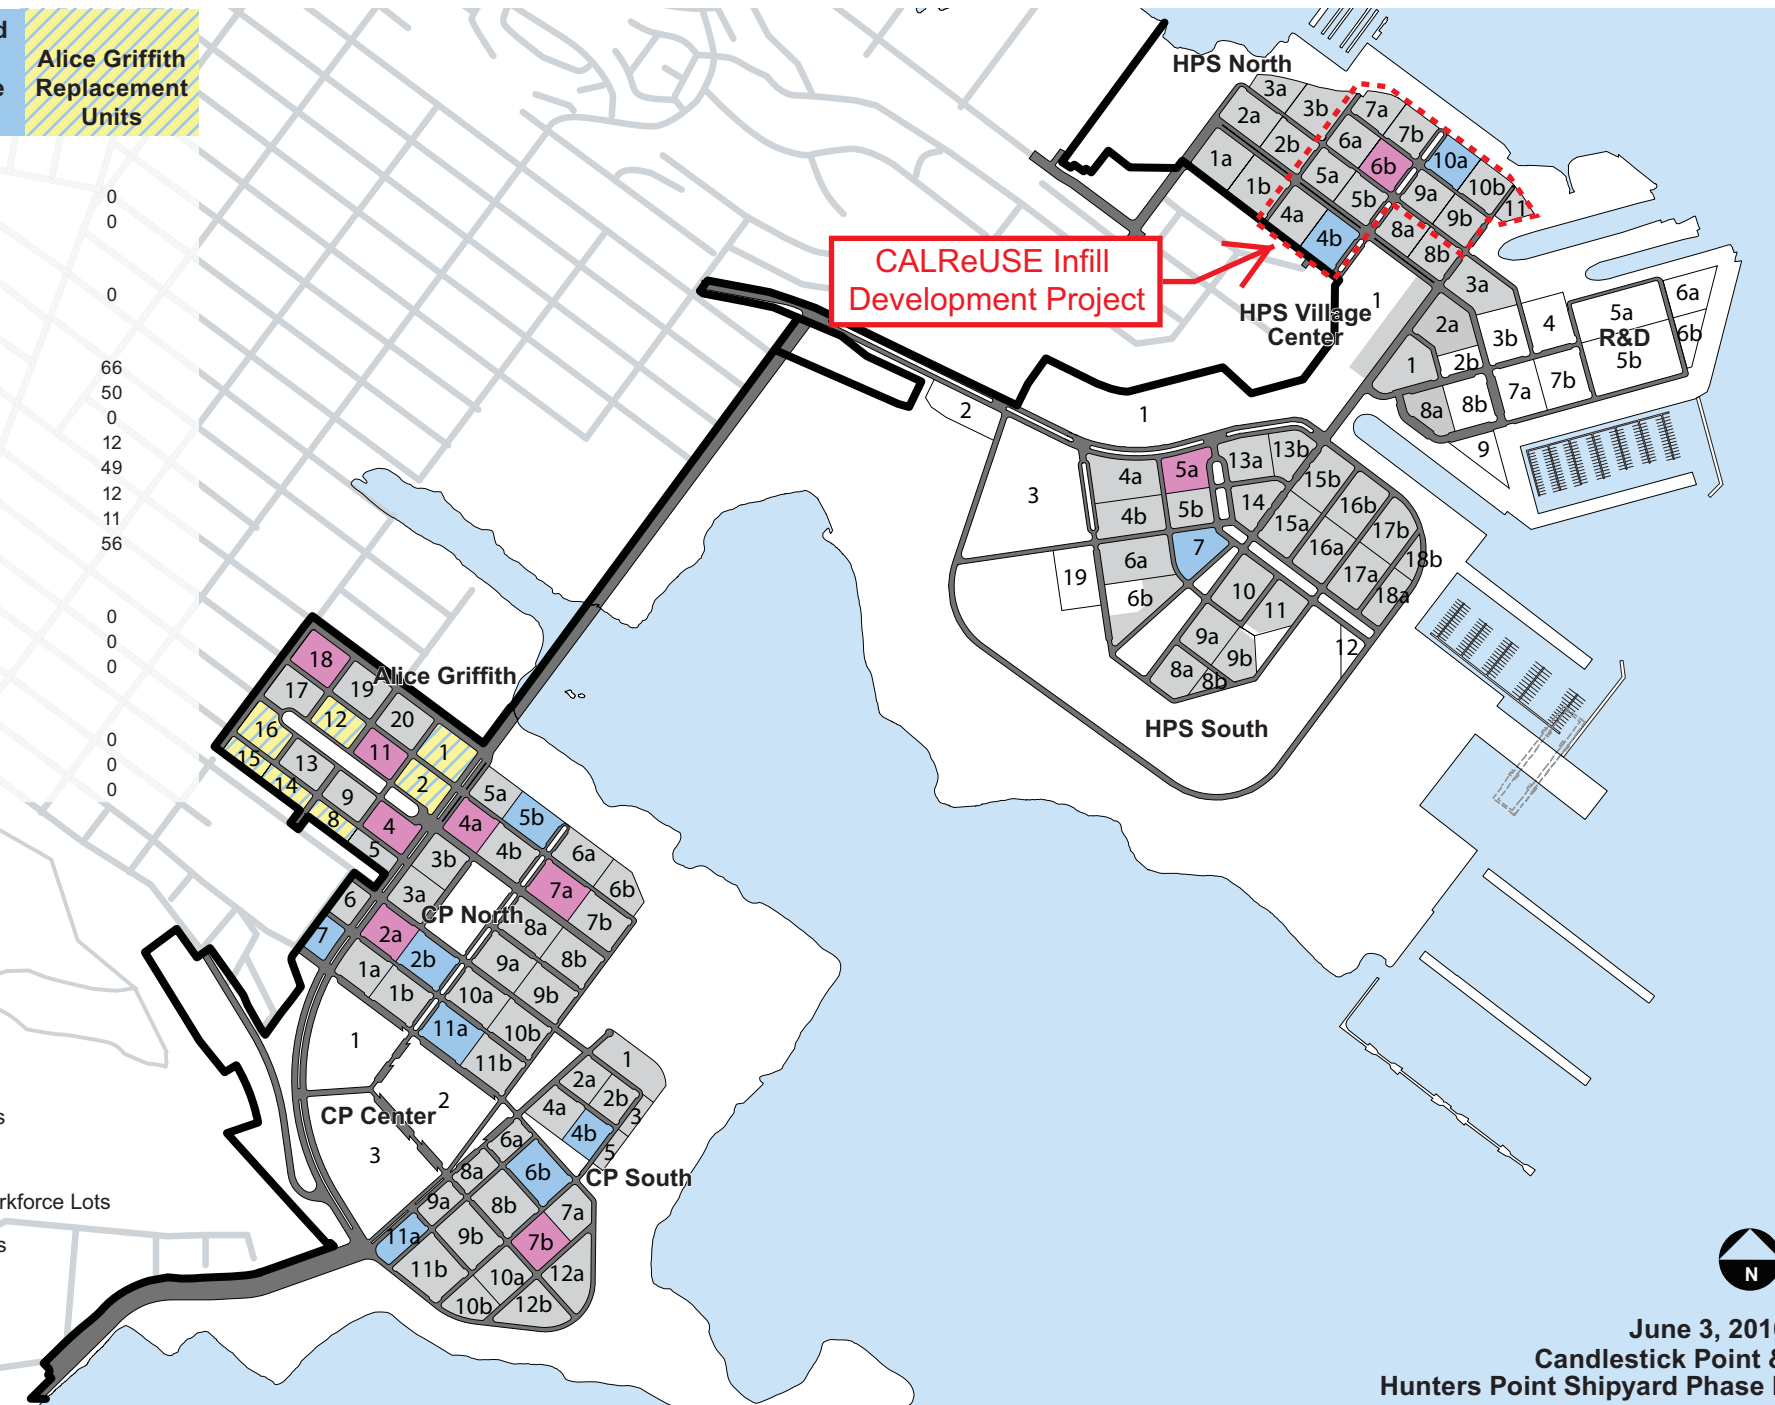 d
Alice Griffith
e
Replacement
Units
0
0
0
66
50
0
12
49
12
11
56
0
0
0
0
0
0
s
rkforce Lots
s
HPS North
3a
3b
2a
2b
1a
1b
7a
7b
6a
6b
10a
10b
11
5a
5b
9a
9b
4a
4b
8a
8b
CALReUSE Infill
Development Project
HPS Village
Center
1
3a
2a
3b
4
5a
6a
6b
R&D
5b
1
2b
7a
7b
8a
8b
9
2
1
3
4a
5a
13a
13b
4b
5b
14
15b
16b
15a
17b
16a
18b
17a
18a
6a
7
19
6b
10
11
9a
9b
12
8a
8b
HPS South
18
19
Alice Griffith
17
20
16
12
11
1
15
13
2
14
9
8
4
5
5a
5b
4a
4b
3b
6a
6b
3a
7a
7b
6
CP North
8a
7
2a
2b
8b
1a
9a
1b
10a
9b
11a
10b
11b
1
2
CP Center
3
1
2a
2b
4a
3
4b
5
6a
CP South
8a
6b
9a
8b
7a
11a
9b
7b
11b
10a
12a
10b
12b
N
June 3, 201
Candlestick Point &
Hunters Point Shipyard Phase